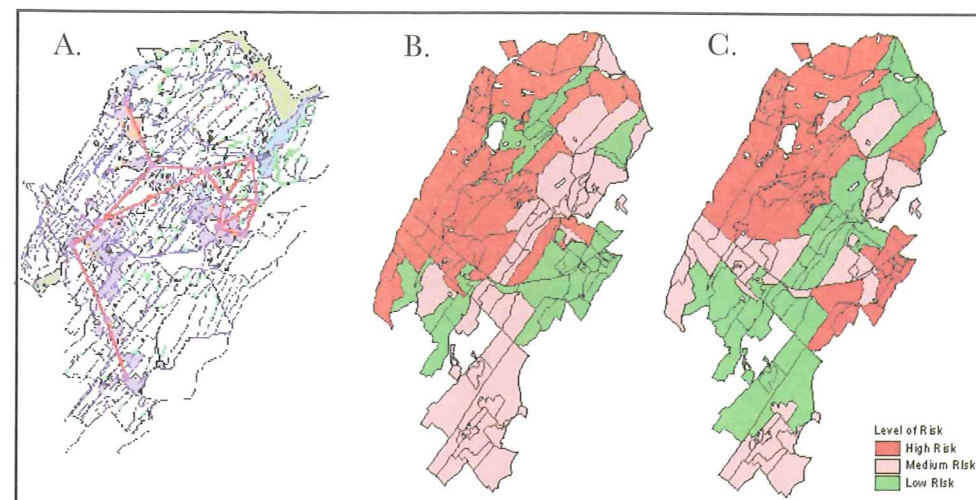 A.
B.
C.
Level of Risk
High Risk
Medium RIsk
Low RIsk